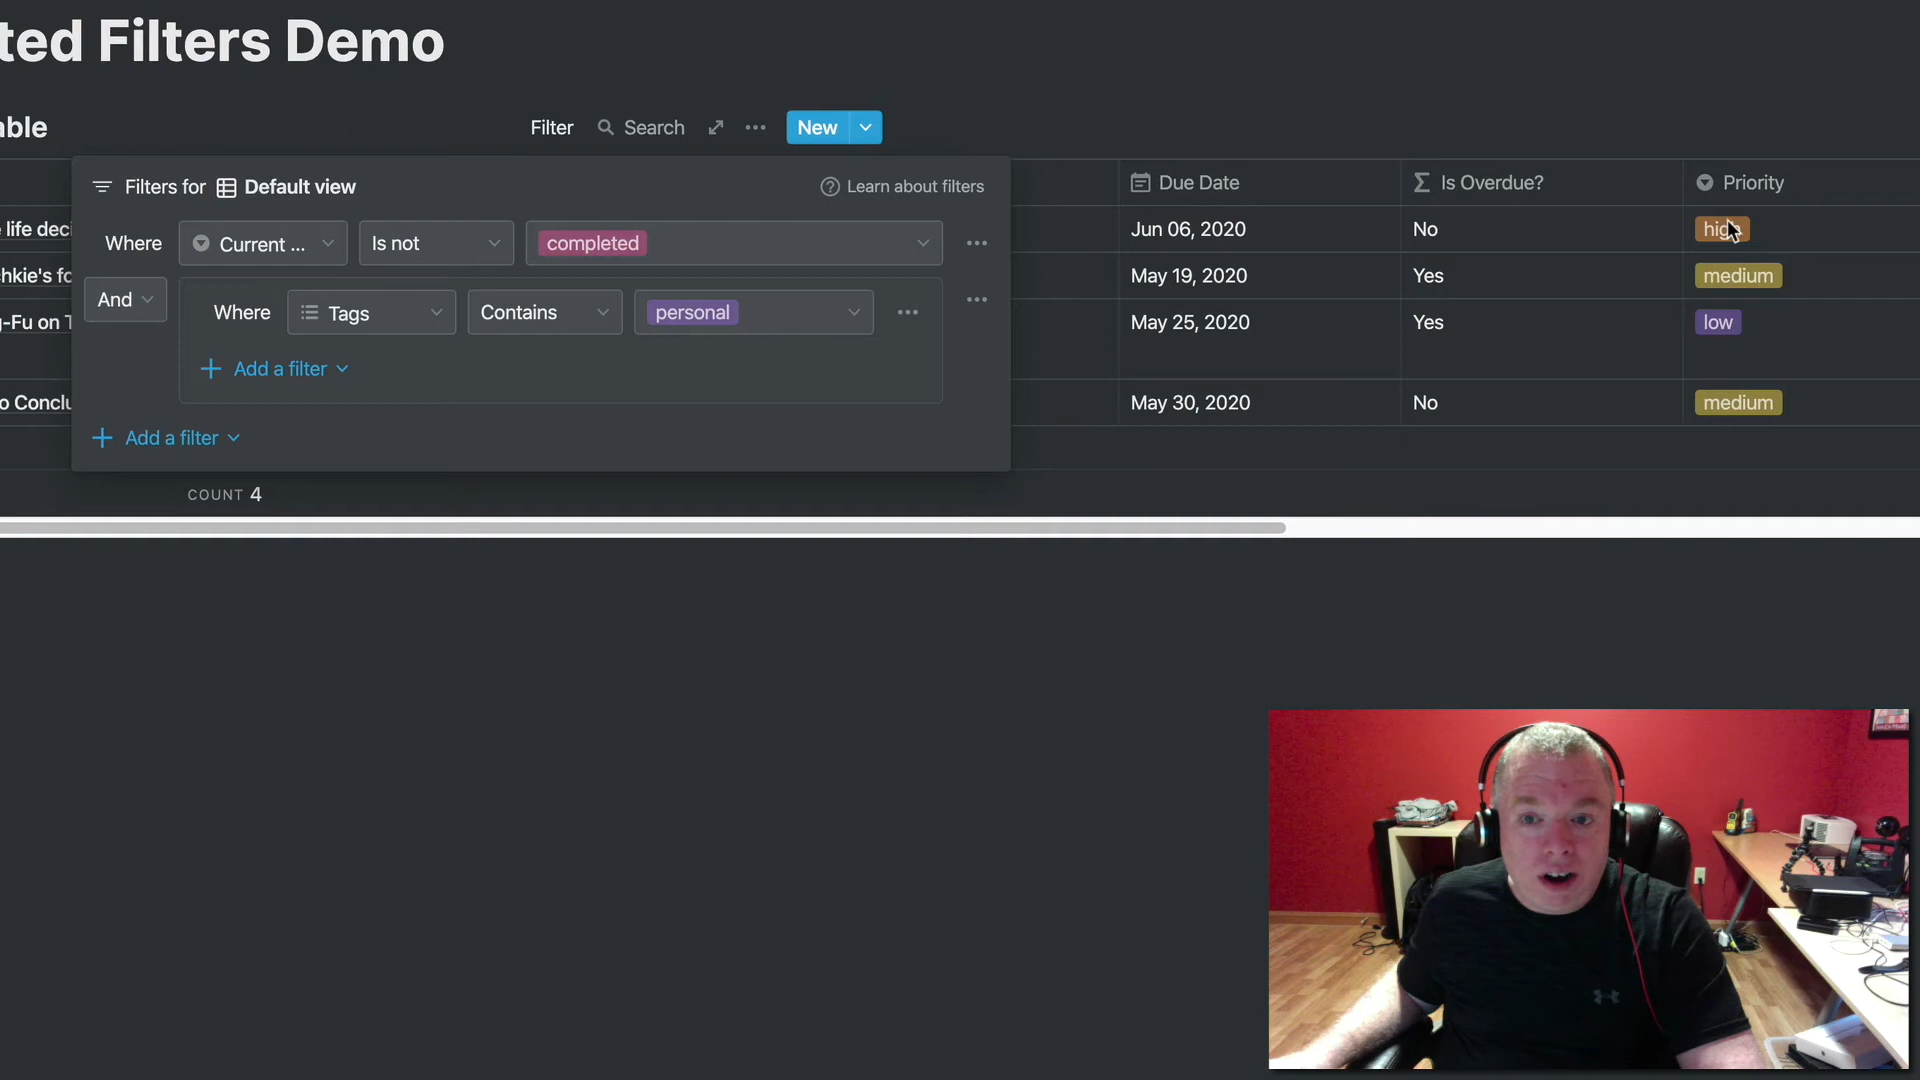 ted Filters Demo
able
Filter Search New
Filters for Default view Learn about filters
Due Date Is Overdue? Priority
Where Current ... Is not completed
And Where Tags Contains personal
Add a filter
Add a filter
life deci Jun 06, 2020 No high
hkie's fo May 19, 2020 Yes medium
g-Fu on T May 25, 2020 Yes low
o Conclu May 30, 2020 No medium
COUNT 4